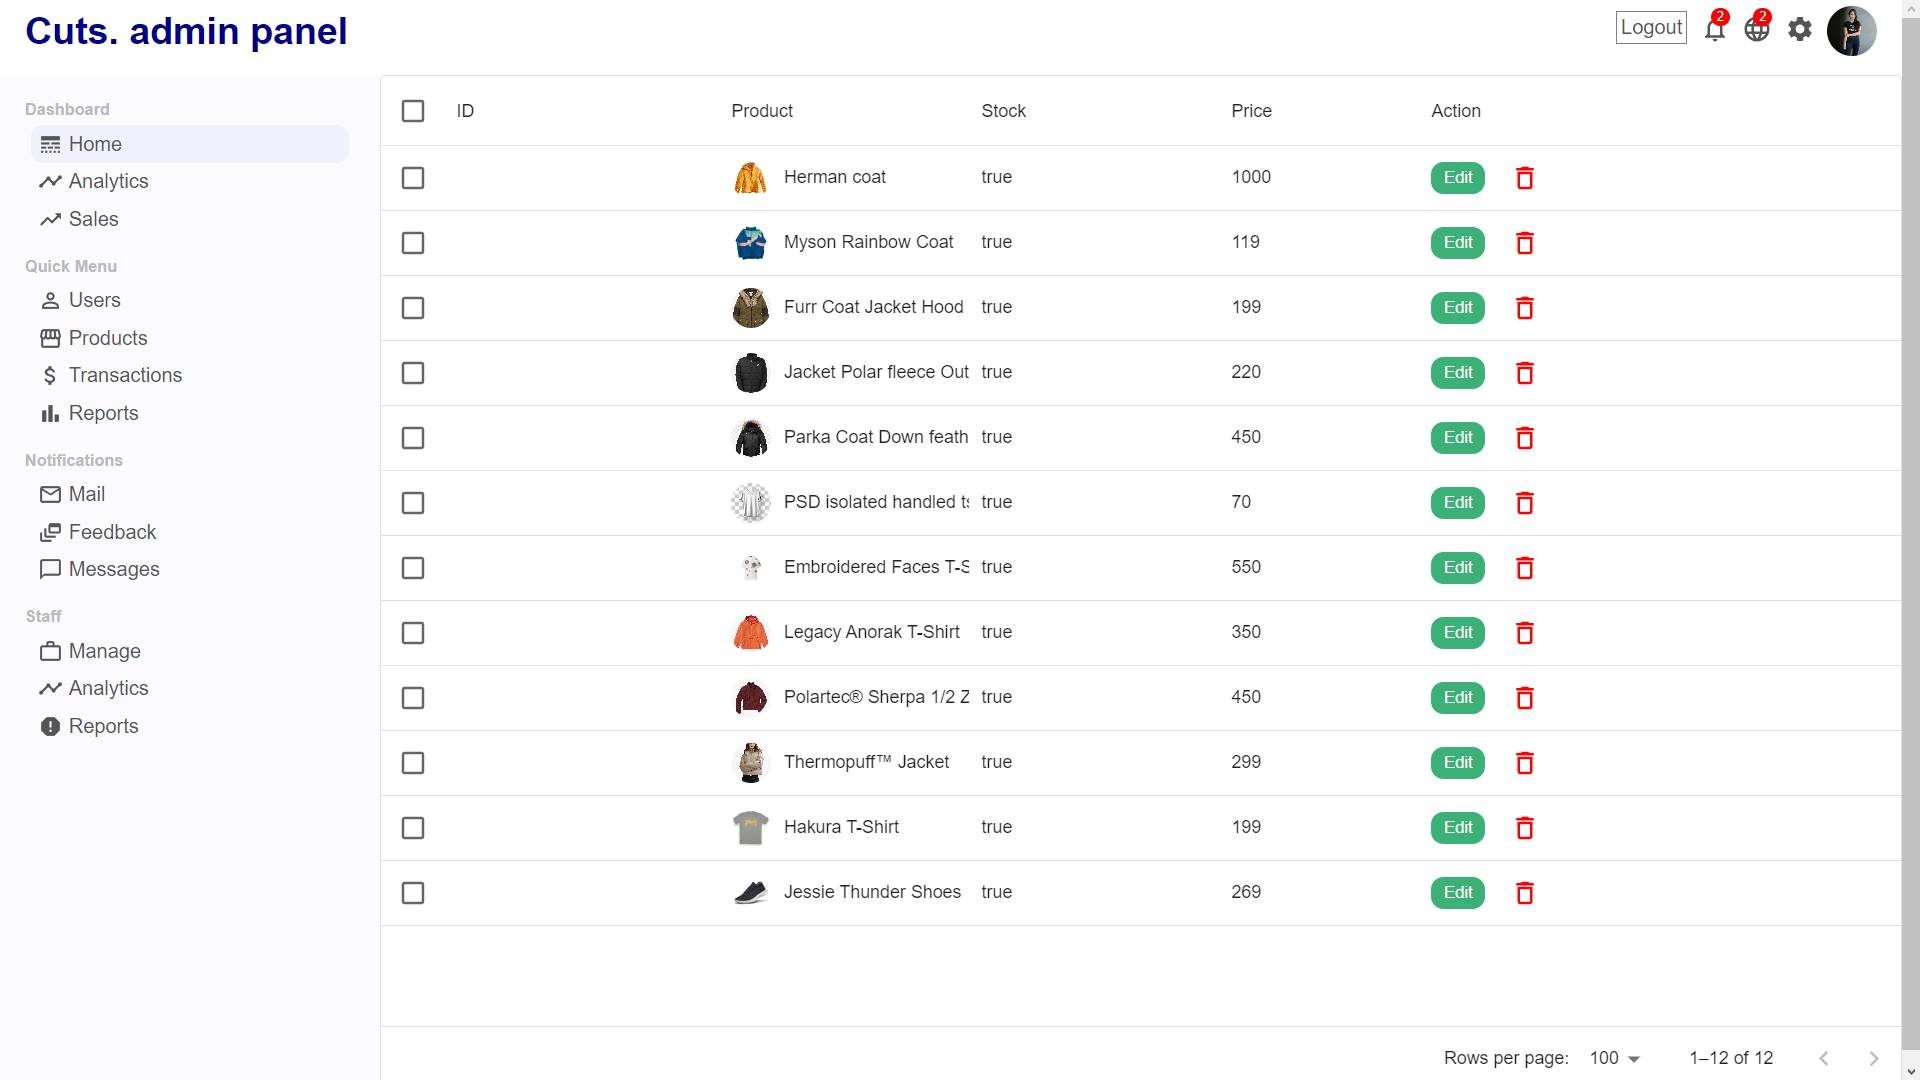 Cuts. admin panel
Logout
2
2
Dashboard
Home
Analytics
Sales
Quick Menu
Users
Products
Transactions
Reports
Notifications
Mail
Feedback
Messages
Staff
Manage
Analytics
Reports
ID Product Stock Price Action
Herman coat true 1000 Edit
Myson Rainbow Coat true 119 Edit
Furr Coat Jacket Hood true 199 Edit
Jacket Polar fleece Out true 220 Edit
Parka Coat Down feath true 450 Edit
PSD isolated handled ts true 70 Edit
Embroidered Faces T-S true 550 Edit
Legacy Anorak T-Shirt true 350 Edit
Polartec® Sherpa 1/2 Z true 450 Edit
Thermopuff™ Jacket true 299 Edit
Hakura T-Shirt true 199 Edit
Jessie Thunder Shoes true 269 Edit
Rows per page: 100 1–12 of 12